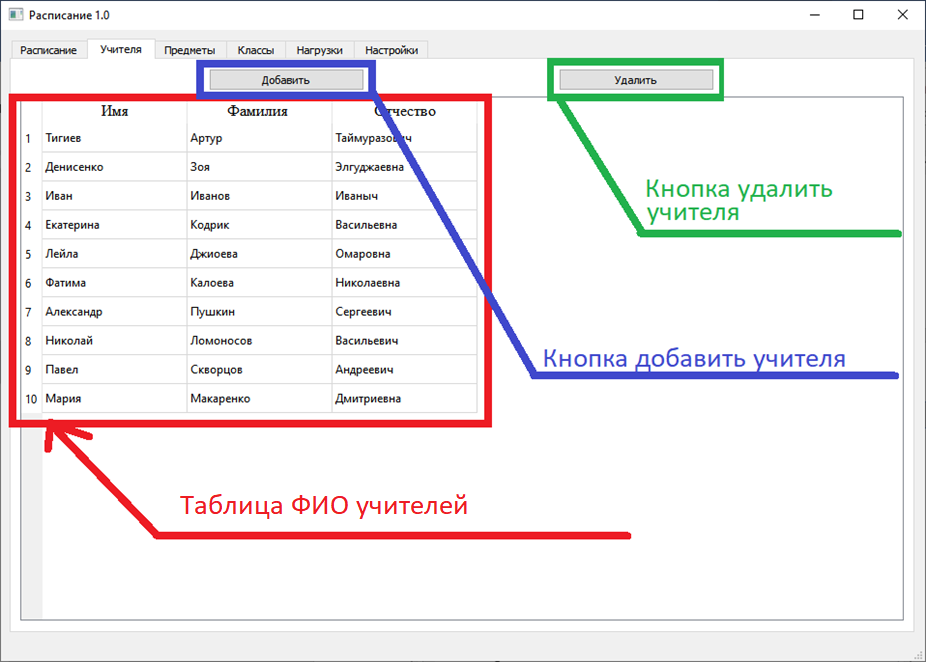 Расписание 1.0
Расписание Учителя Предметы Классы Нагрузки Настройки
Добавить Удалить
Имя Фамилия Отчество
1 Тигиев Артур Таймуразович
2 Денисенко Зоя Элгуджаевна
3 Иван Иванов Иваныч
4 Екатерина Кодрик Васильевна
5 Лейла Джиоева Омаровна
6 Фатима Калоева Николаевна
7 Александр Пушкин Сергеевич
8 Николай Ломоносов Васильевич
9 Павел Скворцов Андреевич
10 Мария Макаренко Дмитриевна
Кнопка удалить
учителя
Кнопка добавить учителя
Таблица ФИО учителей